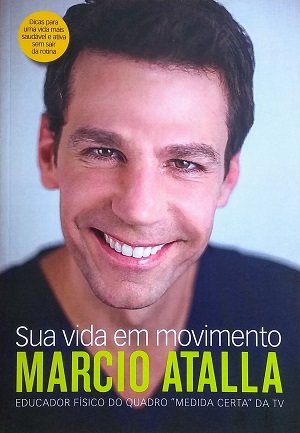 Dicas para
uma vida mais
saudável e ativa
sem sair
da rotina
Sua vida em movimento
MARCIO ATALLA
EDUCADOR FÍSICO DO QUADRO "MEDIDA CERTA" DA TV